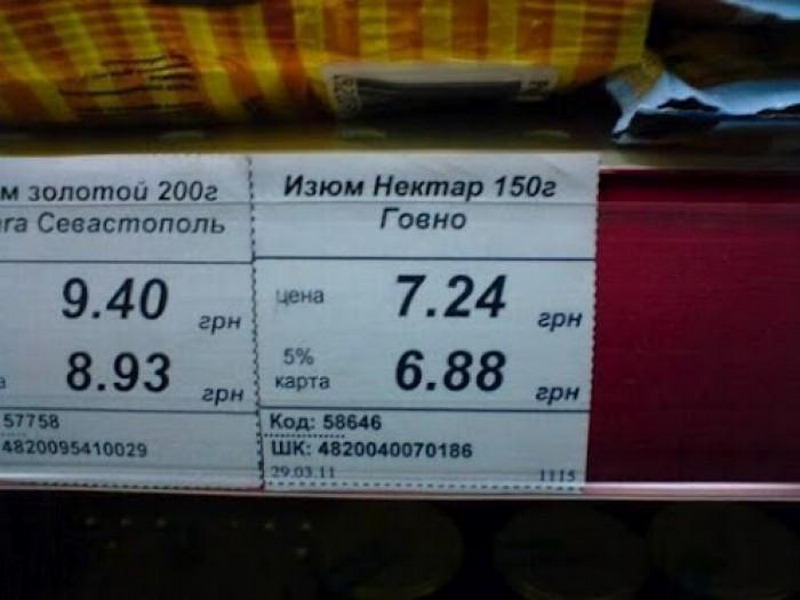 м золотой 200г
ara Севастополь
9.40 грн
8.93 грн
57758
4820095410029
Изюм Нектар 150г
Говно
цена 7.24 грн
5% карта 6.88 грн
Код: 58646
ШК: 4820040070186
29.03.11 1115